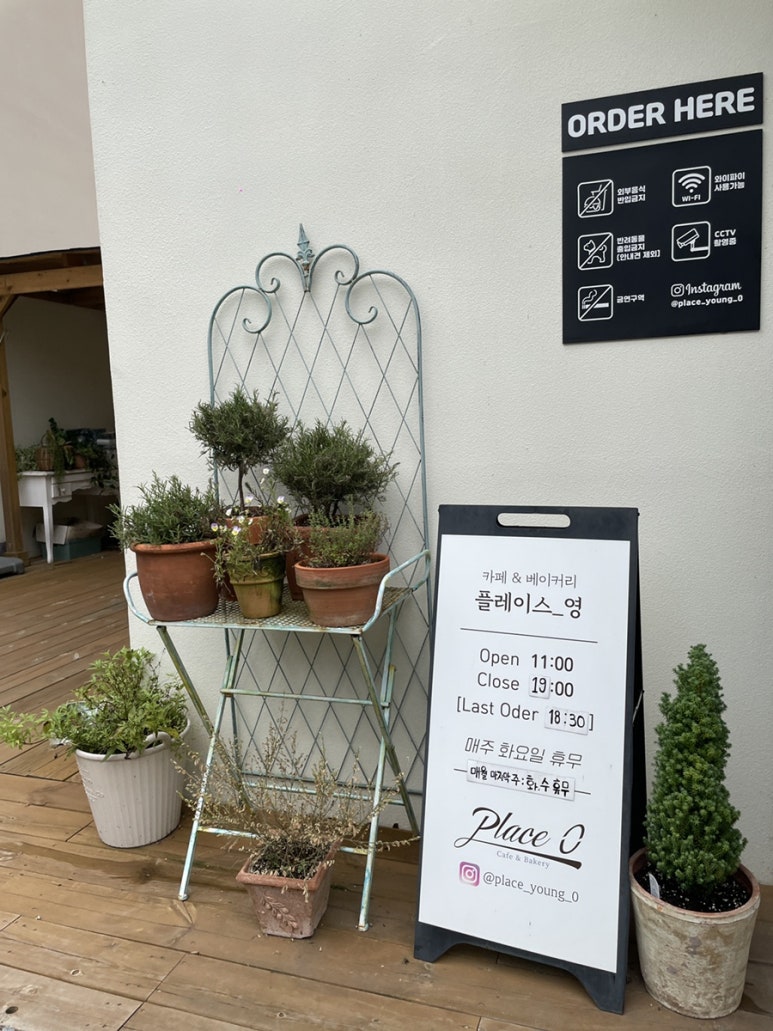 ORDER HERE
외부음식
반입금지
WI-FI
와이파이
사용가능
반려동물
출입금지
(안내견 제외)
CCTV
촬영중
금연구역
Instagram
@place_young_0
카페 & 베이커리
플레이스_영
Open 11:00
Close 19:00
[Last Oder 18:30]
매주 화요일 휴무
매월 마지막주:화.수휴무
Place O
Cafe & Bakery
@place_young_0